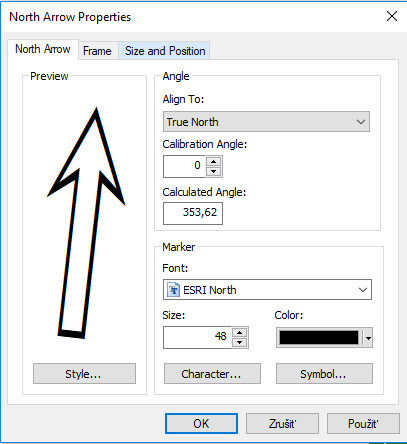 North Arrow Properties
North Arrow Frame Size and Position
Preview
Angle
Align To:
True North
Calibration Angle:
0
Calculated Angle:
353,62
Marker
Font:
ESRI North
Size: Color:
48
Style... Character... Symbol...
OK Zrušiť Použiť